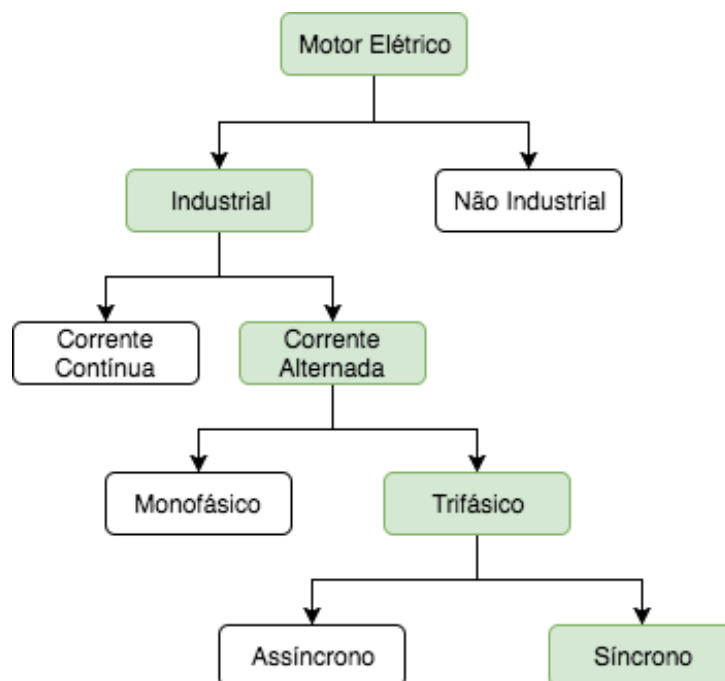 Motor Elétrico
Industrial
Não Industrial
Corrente
Contínua
Corrente
Alternada
Monofásico
Trifásico
Assíncrono
Síncrono